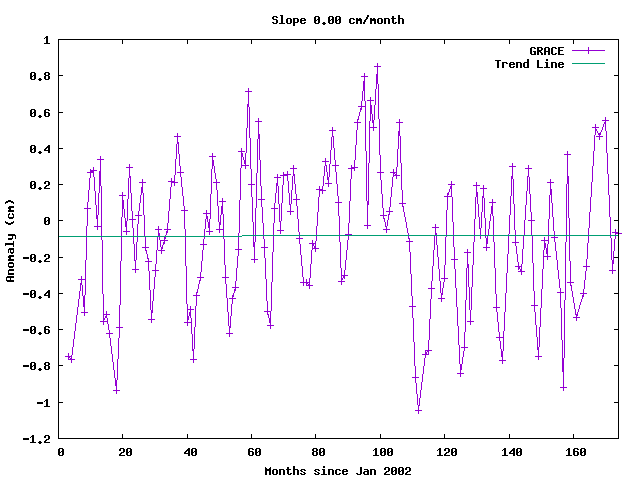 Slope 0.00 cm/month
GRACE
Trend Line
1
0.8
0.6
0.4
0.2
0
-0.2
-0.4
-0.6
-0.8
-1
-1.2
Anomaly (cm)
0 20 40 60 80 100 120 140 160
Months since Jan 2002